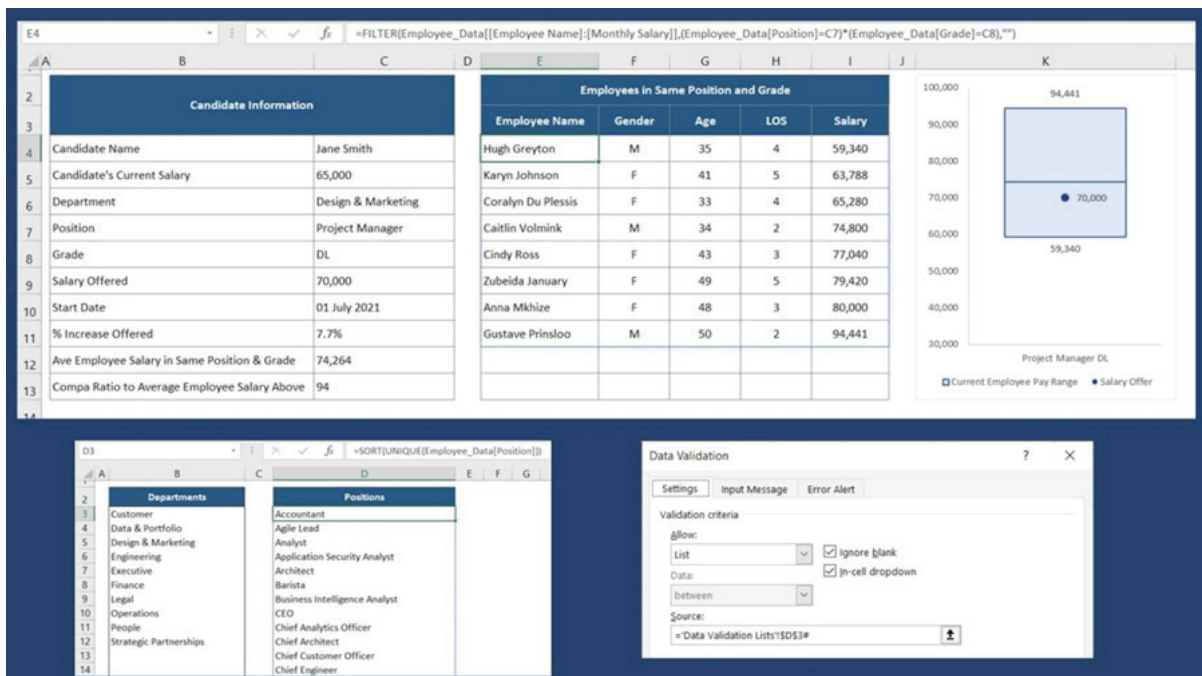 E4 fx =FILTER(Employee_Data[[Employee Name]:[Monthly Salary]],(Employee_Data[Position]=C7)*(Employee_Data[Grade]=C8),"")
A B C D E F G H I J K
2 Candidate Information Employees in Same Position and Grade
3 Employee Name Gender Age LOS Salary
4 Candidate Name Jane Smith Hugh Greyton M 35 4 59,340
5 Candidate's Current Salary 65,000 Karyn Johnson F 41 5 63,788
6 Department Design & Marketing Coralyn Du Plessis F 33 4 65,280
7 Position Project Manager Caitlin Volmink M 34 2 74,800
8 Grade DL Cindy Ross F 43 3 77,040
9 Salary Offered 70,000 Zubeida January F 49 5 79,420
10 Start Date 01 July 2021 Anna Mkhize F 48 3 80,000
11 % Increase Offered 7.7% Gustave Prinsloo M 50 2 94,441
12 Ave Employee Salary in Same Position & Grade 74,264
13 Compa Ratio to Average Employee Salary Above 94
14
100,000
94,441
90,000
80,000
70,000
70,000
60,000
59,340
50,000
40,000
30,000
Project Manager DL
Current Employee Pay Range Salary Offer
D3 fx =SORT(UNIQUE(Employee_Data[Position]))
A B C D E F G
2 Departments Positions
3 Customer Accountant
4 Data & Portfolio Agile Lead
5 Design & Marketing Analyst
6 Engineering Application Security Analyst
7 Executive Architect
8 Finance Barista
9 Legal Business Intelligence Analyst
10 Operations CEO
11 People Chief Analytics Officer
12 Strategic Partnerships Chief Architect
13 Chief Customer Officer
14 Chief Engineer
Data Validation ? ×
Settings Input Message Error Alert
Validation criteria
Allow:
List Ignore blank
Data: In-cell dropdown
between
Source:
='Data Validation Lists'!$D$3#